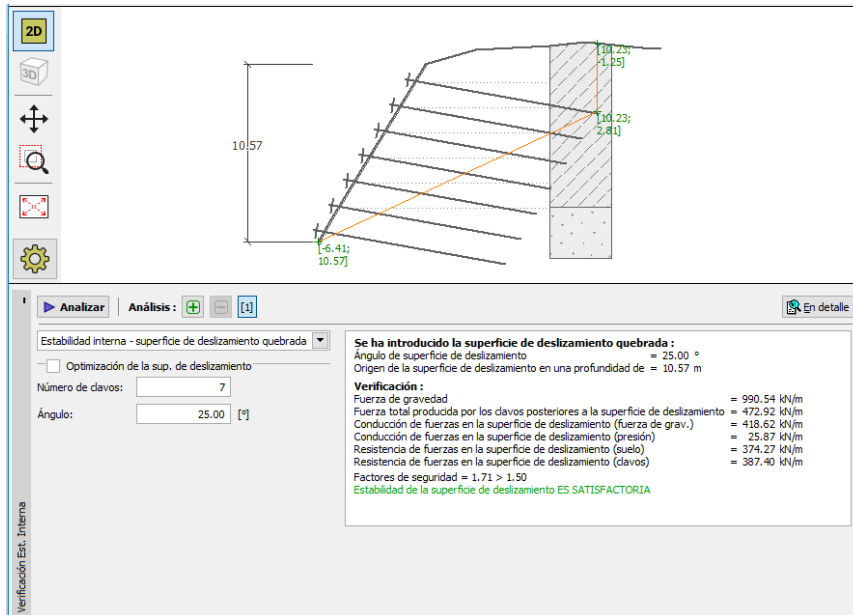 2D
3D
10.57
[10.23;
-1.25]
[10.23;
2.81]
[-6.41;
10.57]
Analizar
Análisis :
[1]
En detalle
Estabilidad interna - superficie de deslizamiento quebrada
Optimización de la sup. de deslizamiento
Número de clavos: 7
Ángulo: 25.00 [°]
Se ha introducido la superficie de deslizamiento quebrada :
Ángulo de superficie de deslizamiento = 25.00 °
Origen de la superficie de deslizamiento en una profundidad de = 10.57 m
Verificación :
Fuerza de gravedad = 990.54 kN/m
Fuerza total producida por los clavos posteriores a la superficie de deslizamiento = 472.92 kN/m
Conducción de fuerzas en la superficie de deslizamiento (fuerza de grav.) = 418.62 kN/m
Conducción de fuerzas en la superficie de deslizamiento (presión) = 25.87 kN/m
Resistencia de fuerzas en la superficie de deslizamiento (suelo) = 374.27 kN/m
Resistencia de fuerzas en la superficie de deslizamiento (clavos) = 387.40 kN/m
Factores de seguridad = 1.71 > 1.50
Estabilidad de la superficie de deslizamiento ES SATISFACTORIA
Verificación Est. Interna